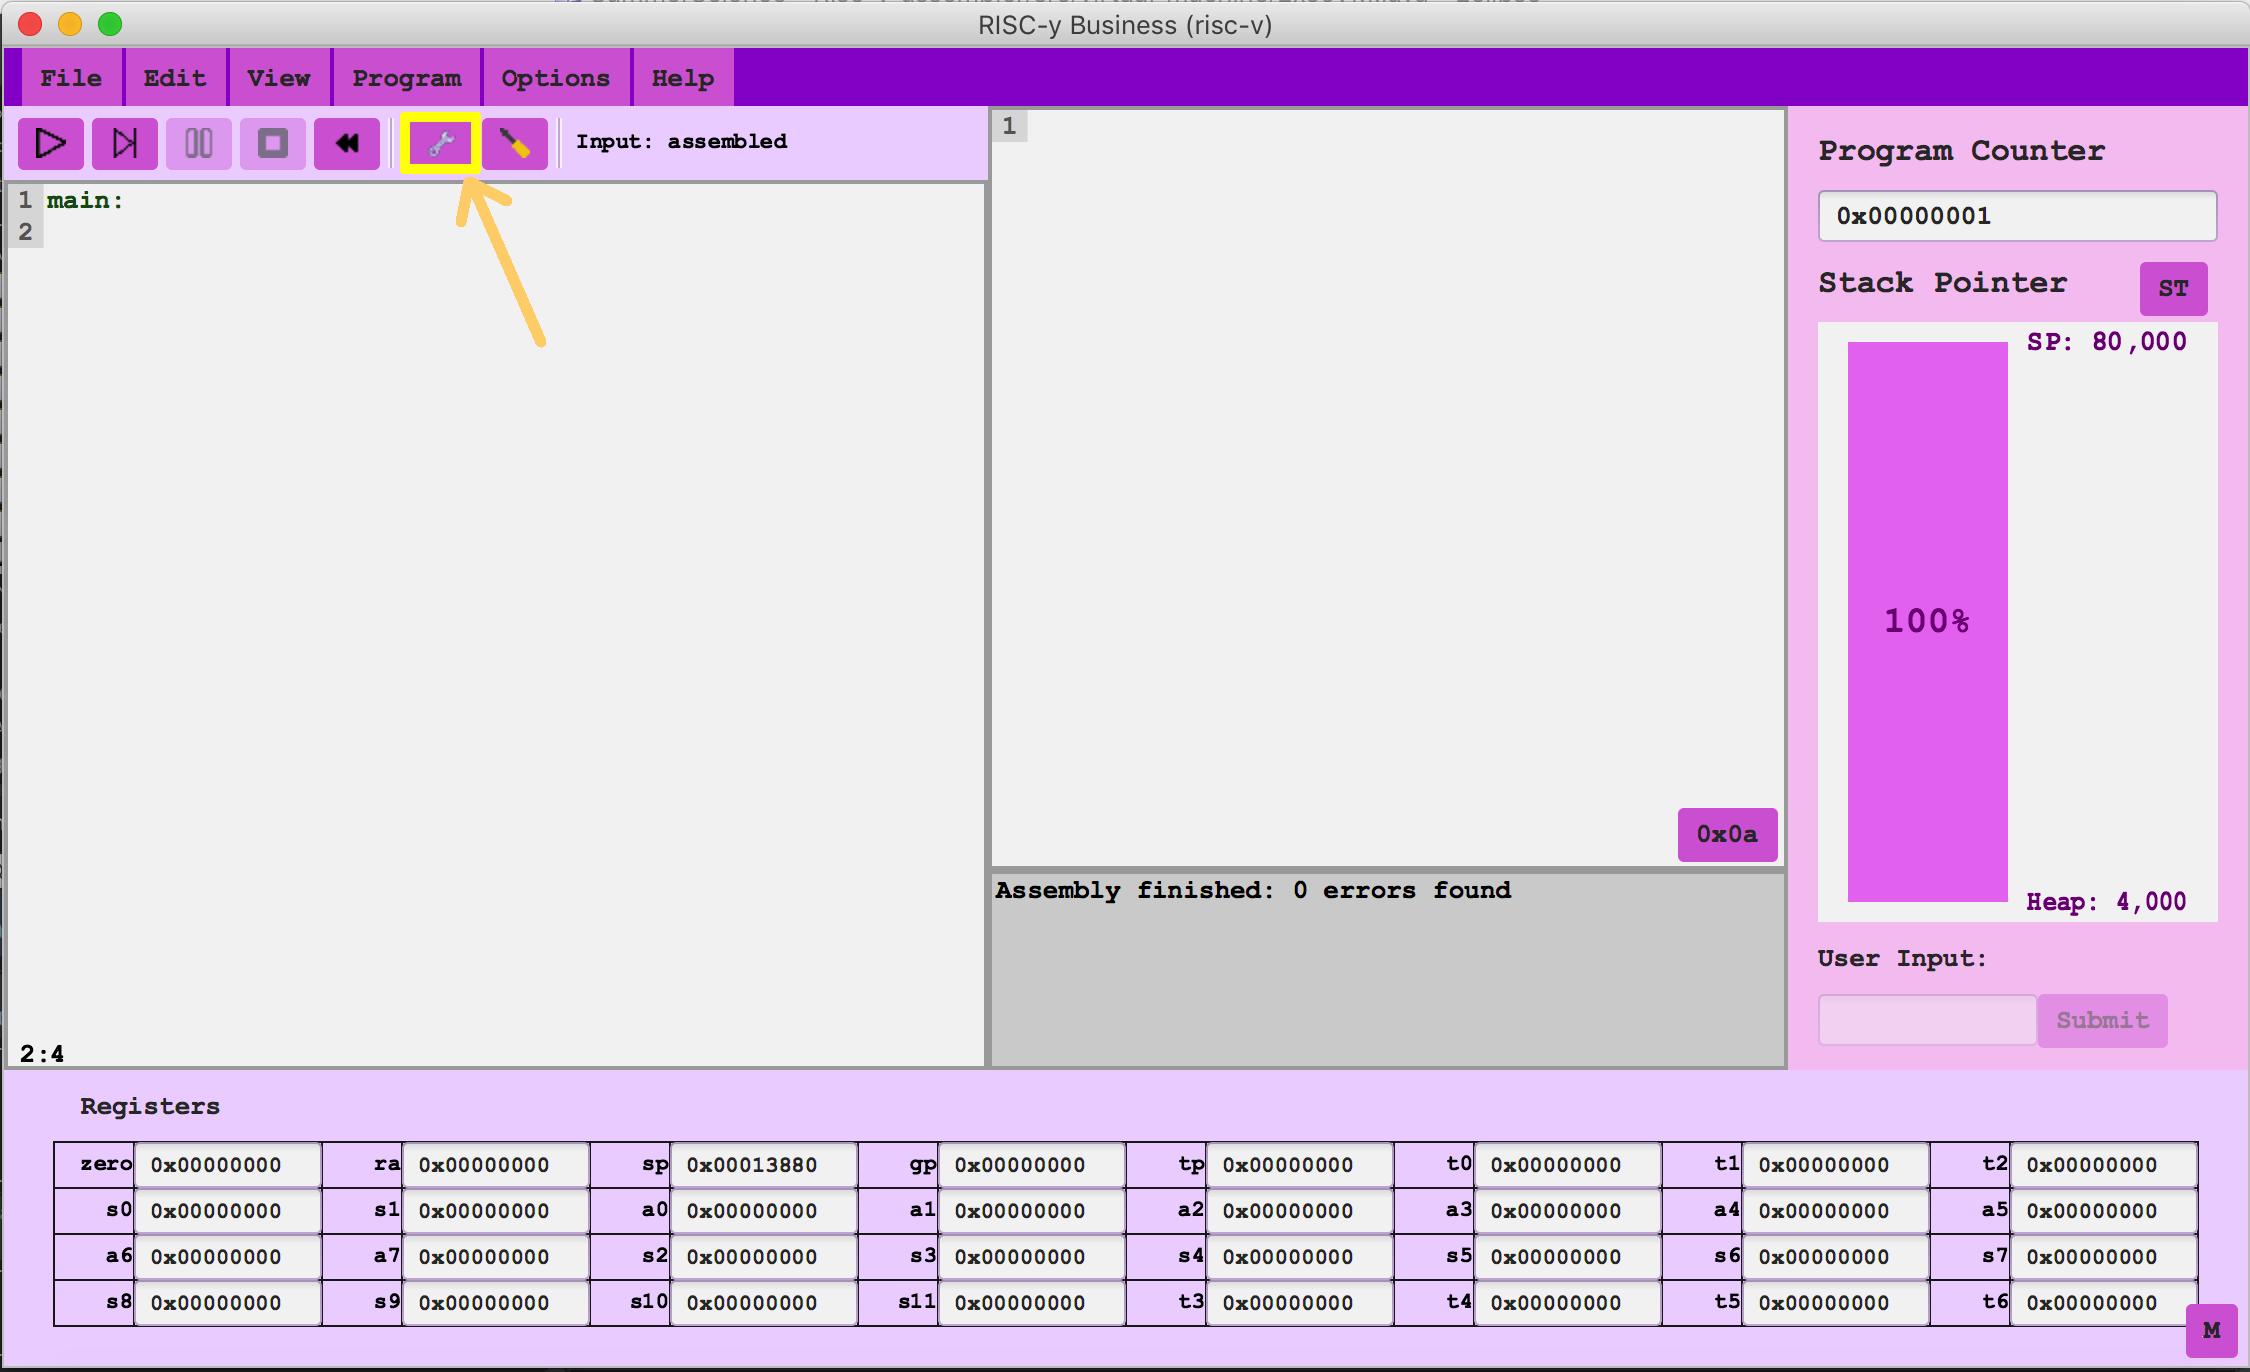 RISC-y Business (risc-v)
File Edit View Program Options Help
Input: assembled
1 main:
2
2:4
1
0x0a
Assembly finished: 0 errors found
Program Counter
0x00000001
Stack Pointer ST
SP: 80,000
100%
Heap: 4,000
User Input:
Submit
Registers
zero 0x00000000 ra 0x00000000 sp 0x00013880 gp 0x00000000 tp 0x00000000 t0 0x00000000 t1 0x00000000 t2 0x00000000
s0 0x00000000 s1 0x00000000 a0 0x00000000 a1 0x00000000 a2 0x00000000 a3 0x00000000 a4 0x00000000 a5 0x00000000
a6 0x00000000 a7 0x00000000 s2 0x00000000 s3 0x00000000 s4 0x00000000 s5 0x00000000 s6 0x00000000 s7 0x00000000
s8 0x00000000 s9 0x00000000 s10 0x00000000 s11 0x00000000 t3 0x00000000 t4 0x00000000 t5 0x00000000 t6 0x00000000
M